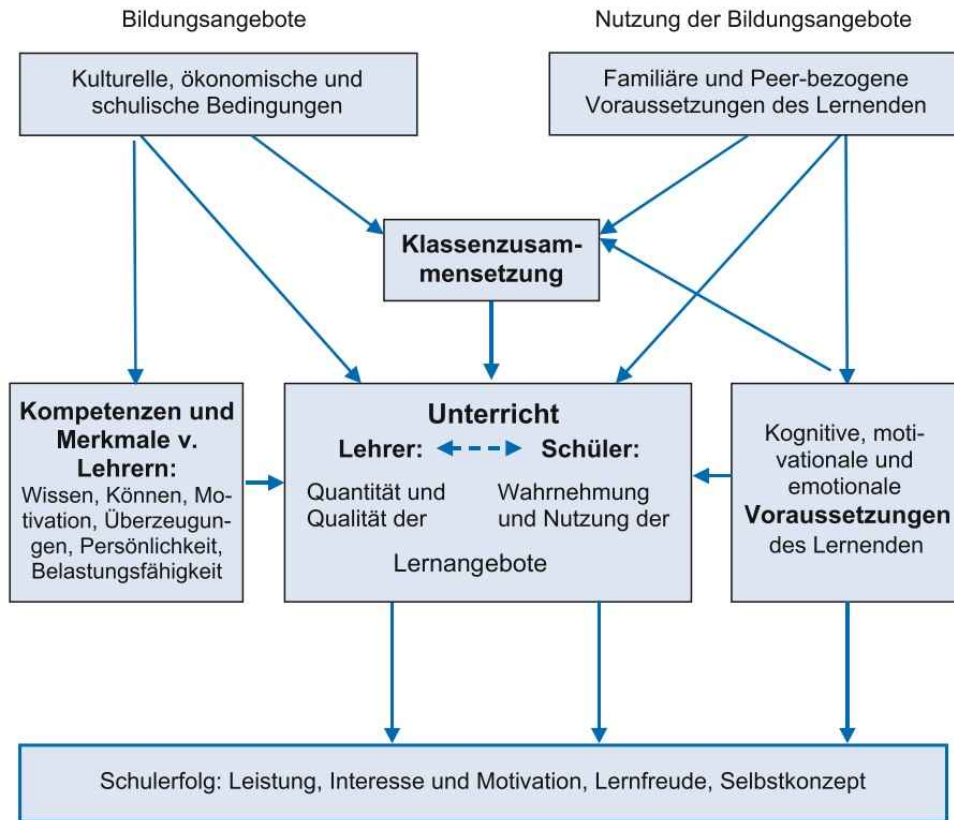 Bildungsangebote
Nutzung der Bildungsangebote
Kulturelle, ökonomische und
schulische Bedingungen
Familiäre und Peer-bezogene
Voraussetzungen des Lernenden
Klassenzusam-
mensetzung
Kompetenzen und
Merkmale v.
Lehrern:
Wissen, Können, Mo-
tivation, Überzeugun-
gen, Persönlichkeit,
Belastungsfähigkeit
Unterricht
Lehrer:
Schüler:
Quantität und
Qualität der
Wahrnehmung
und Nutzung der
Lernangebote
Kognitive, moti-
vationale und
emotionale
Voraussetzungen
des Lernenden
Schulerfolg: Leistung, Interesse und Motivation, Lernfreude, Selbstkonzept